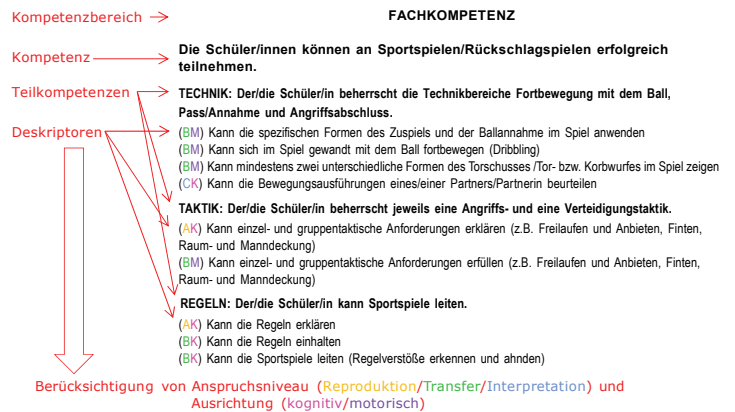 Kompetenzbereich
FACHKOMPETENZ
Kompetenz
Die Schüler/innen können an Sportspielen/Rückschlagspielen erfolgreich
teilnehmen.
Teilkompetenzen
TECHNIK: Der/die Schüler/in beherrscht die Technikbereiche Fortbewegung mit dem Ball,
Pass/Annahme und Angriffsabschluss.
Deskriptoren
(BM) Kann die spezifischen Formen des Zuspiels und der Ballannahme im Spiel anwenden
(BM) Kann sich im Spiel gewandt mit dem Ball fortbewegen (Dribbling)
(BM) Kann mindestens zwei unterschiedliche Formen des Torschusses /Tor- bzw. Korbwurfes im Spiel zeigen
(CK) Kann die Bewegungsausführungen eines/einer Partners/Partnerin beurteilen
TAKTIK: Der/die Schüler/in beherrscht jeweils eine Angriffs- und eine Verteidigungstaktik.
(AK) Kann einzel- und gruppentaktische Anforderungen erklären (z.B. Freilaufen und Anbieten, Finten,
Raum- und Manndeckung)
(BM) Kann einzel- und gruppentaktische Anforderungen erfüllen (z.B. Freilaufen und Anbieten, Finten,
Raum- und Manndeckung)
REGELN: Der/die Schüler/in kann Sportspiele leiten.
(AK) Kann die Regeln erklären
(BK) Kann die Regeln einhalten
(BK) Kann die Sportspiele leiten (Regelverstöße erkennen und ahnden)
Berücksichtigung von Anspruchsniveau (Reproduktion/Transfer/Interpretation) und
Ausrichtung (kognitiv/motorisch)